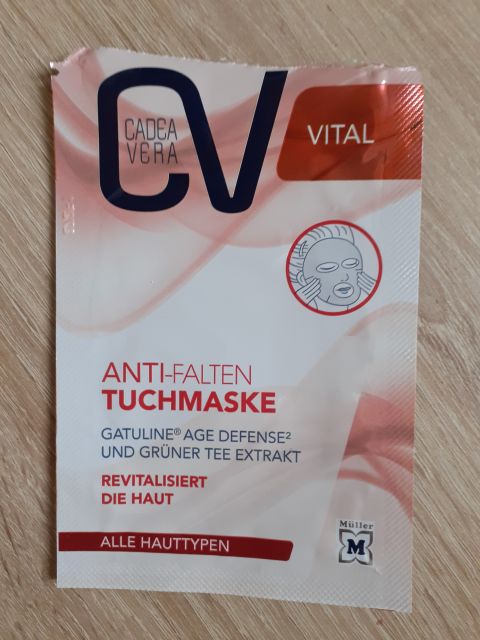 CV
CADEA
VERA
VITAL
ANTI-FALTEN
TUCHMASKE
GATULINE® AGE DEFENSE²
UND GRÜNER TEE EXTRAKT
REVITALISIERT
DIE HAUT
ALLE HAUTTYPEN
Müller
M